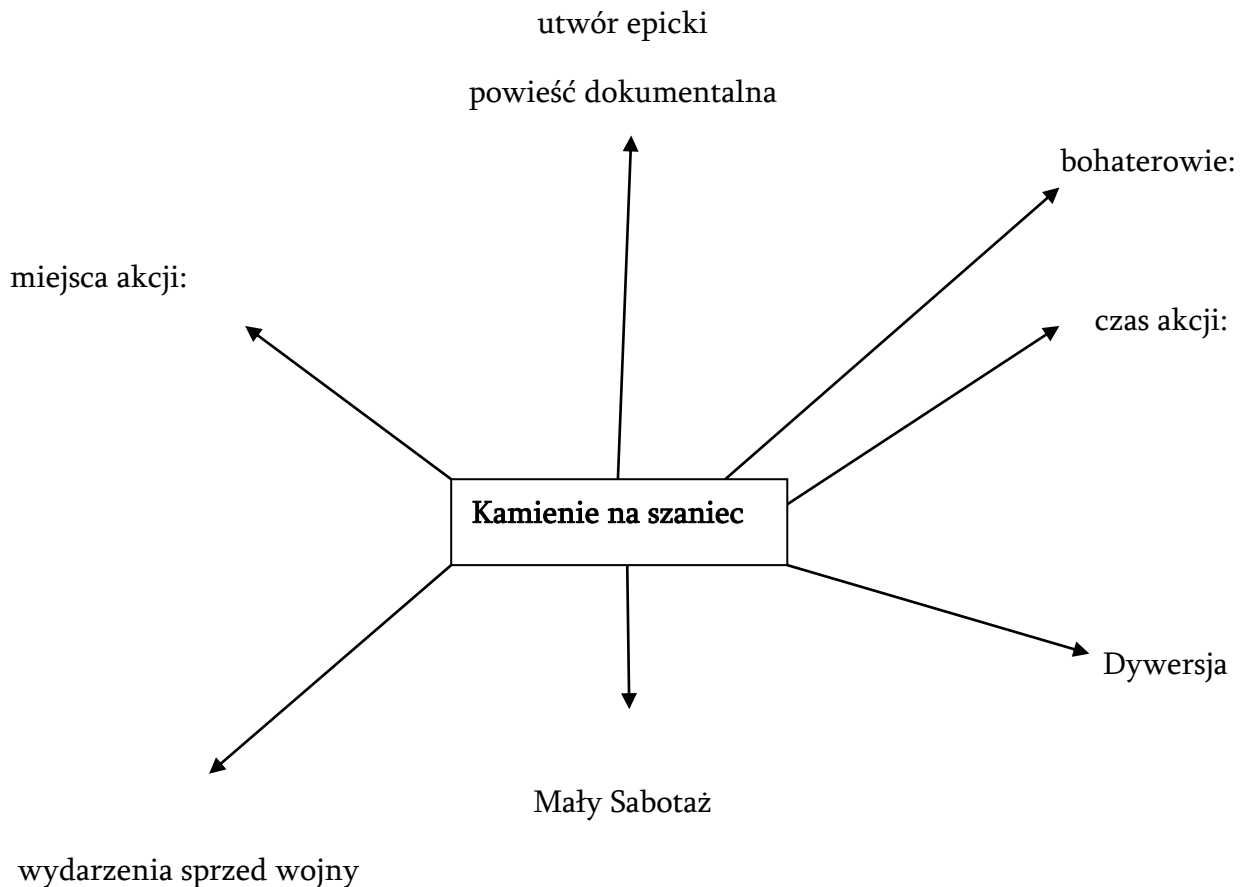 utwór epicki
powieść dokumentalna
bohaterowie:
miejsca akcji:
czas akcji:
Kamienie na szaniec
Dywersja
Mały Sabotaż
wydarzenia sprzed wojny